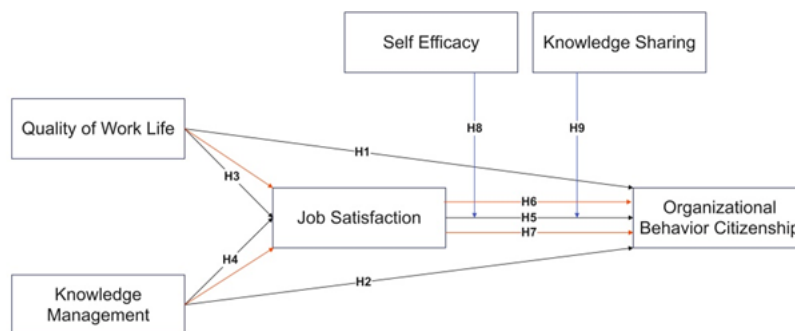 Self Efficacy
Knowledge Sharing
Quality of Work Life
H8
H9
H1
H3
H6
Job Satisfaction
H5
H7
Organizational
Behavior Citizenship
H4
H2
Knowledge
Management